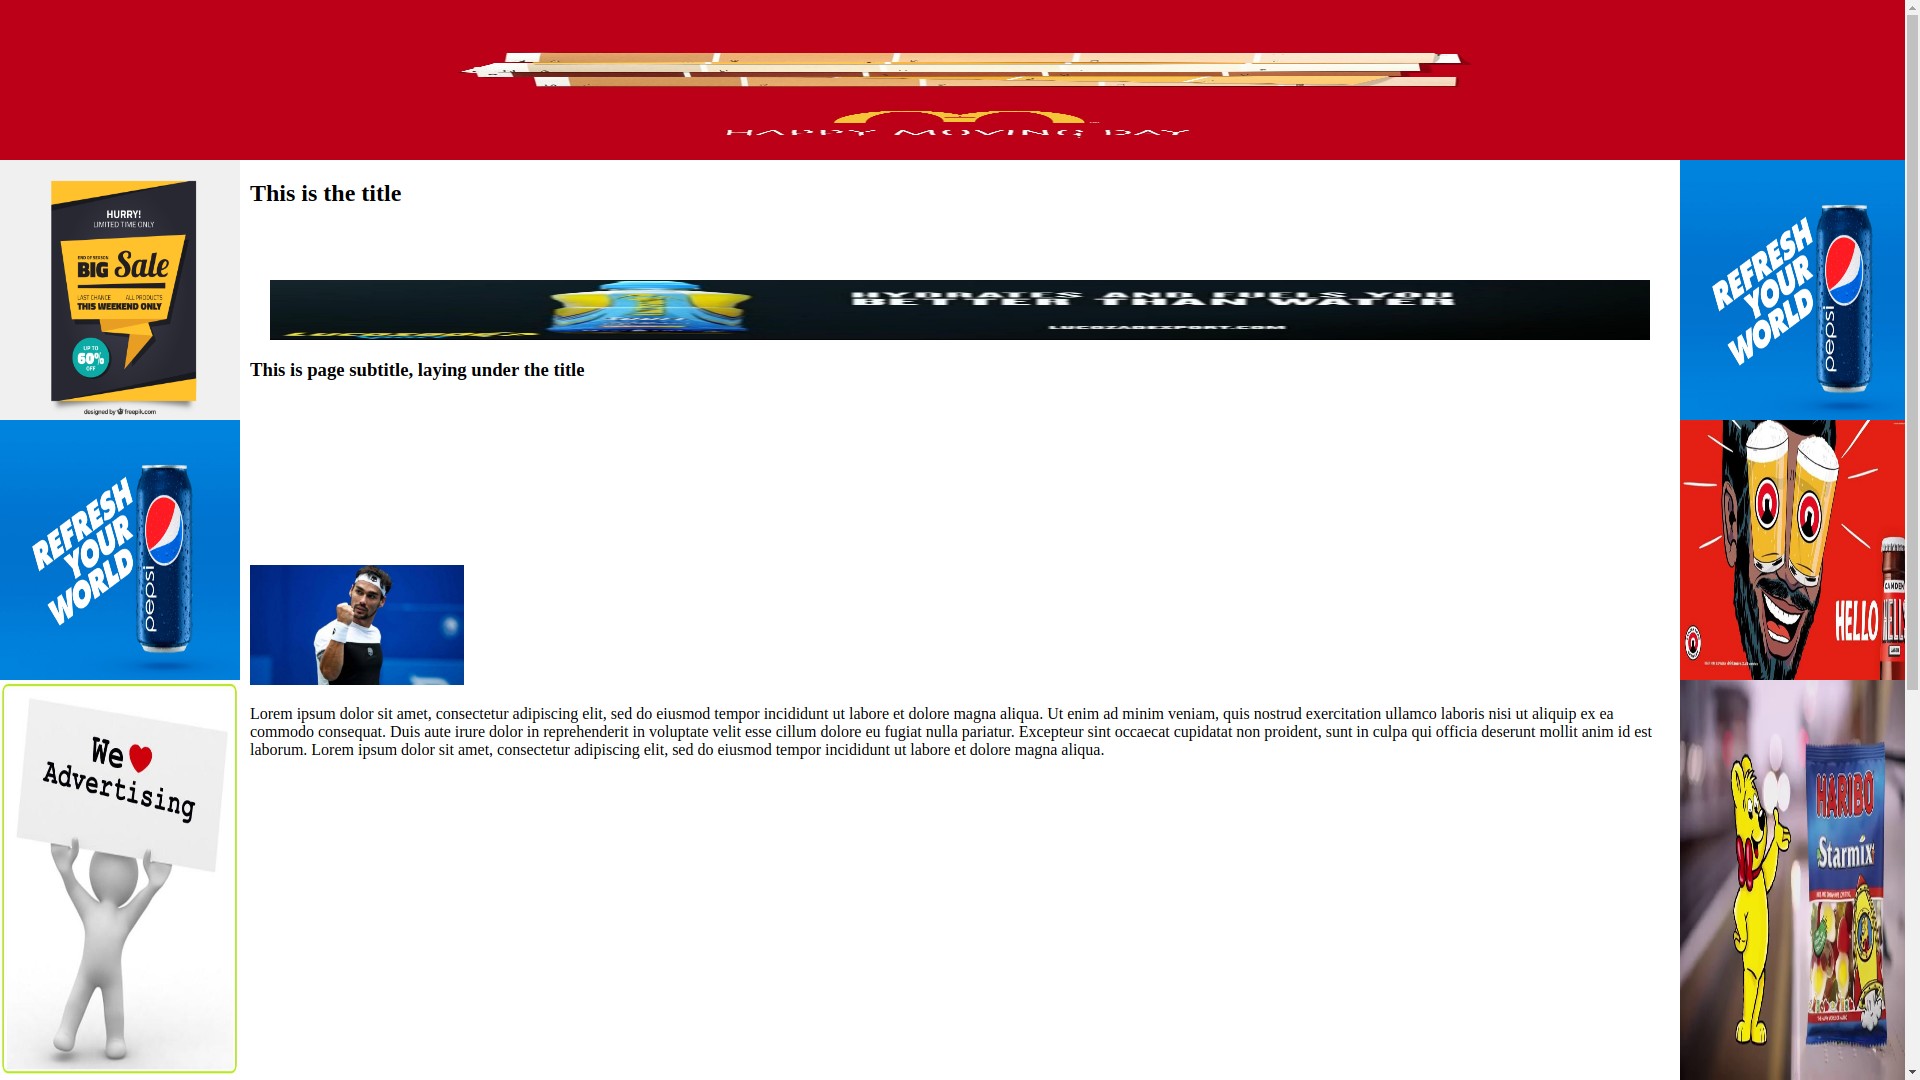 HAPPY MOVING DAY
HURRY!
LIMITED TIME ONLY
END OF SEASON
BIG Sale
LAST CHANCE ALL PRODUCTS
THIS WEEKEND ONLY
UP TO
60%
OFF
designed by freepik.com
REFRESH
YOUR
WORLD
pepsi
We
Advertising
This is the title
HYDRATES AND FUELS YOU
BETTER THAN WATER
LUCOZADESPORT.COM
This is page subtitle, laying under the title
Lorem ipsum dolor sit amet, consectetur adipiscing elit, sed do eiusmod tempor incididunt ut labore et dolore magna aliqua. Ut enim ad minim veniam, quis nostrud exercitation ullamco laboris nisi ut aliquip ex ea
commodo consequat. Duis aute irure dolor in reprehenderit in voluptate velit esse cillum dolore eu fugiat nulla pariatur. Excepteur sint occaecat cupidatat non proident, sunt in culpa qui officia deserunt mollit anim id est
laborum. Lorem ipsum dolor sit amet, consectetur adipiscing elit, sed do eiusmod tempor incididunt ut labore et dolore magna aliqua.
REFRESH
YOUR
WORLD
pepsi
HELLO
CAMDEN
HELLS
HARIBO
Starmix